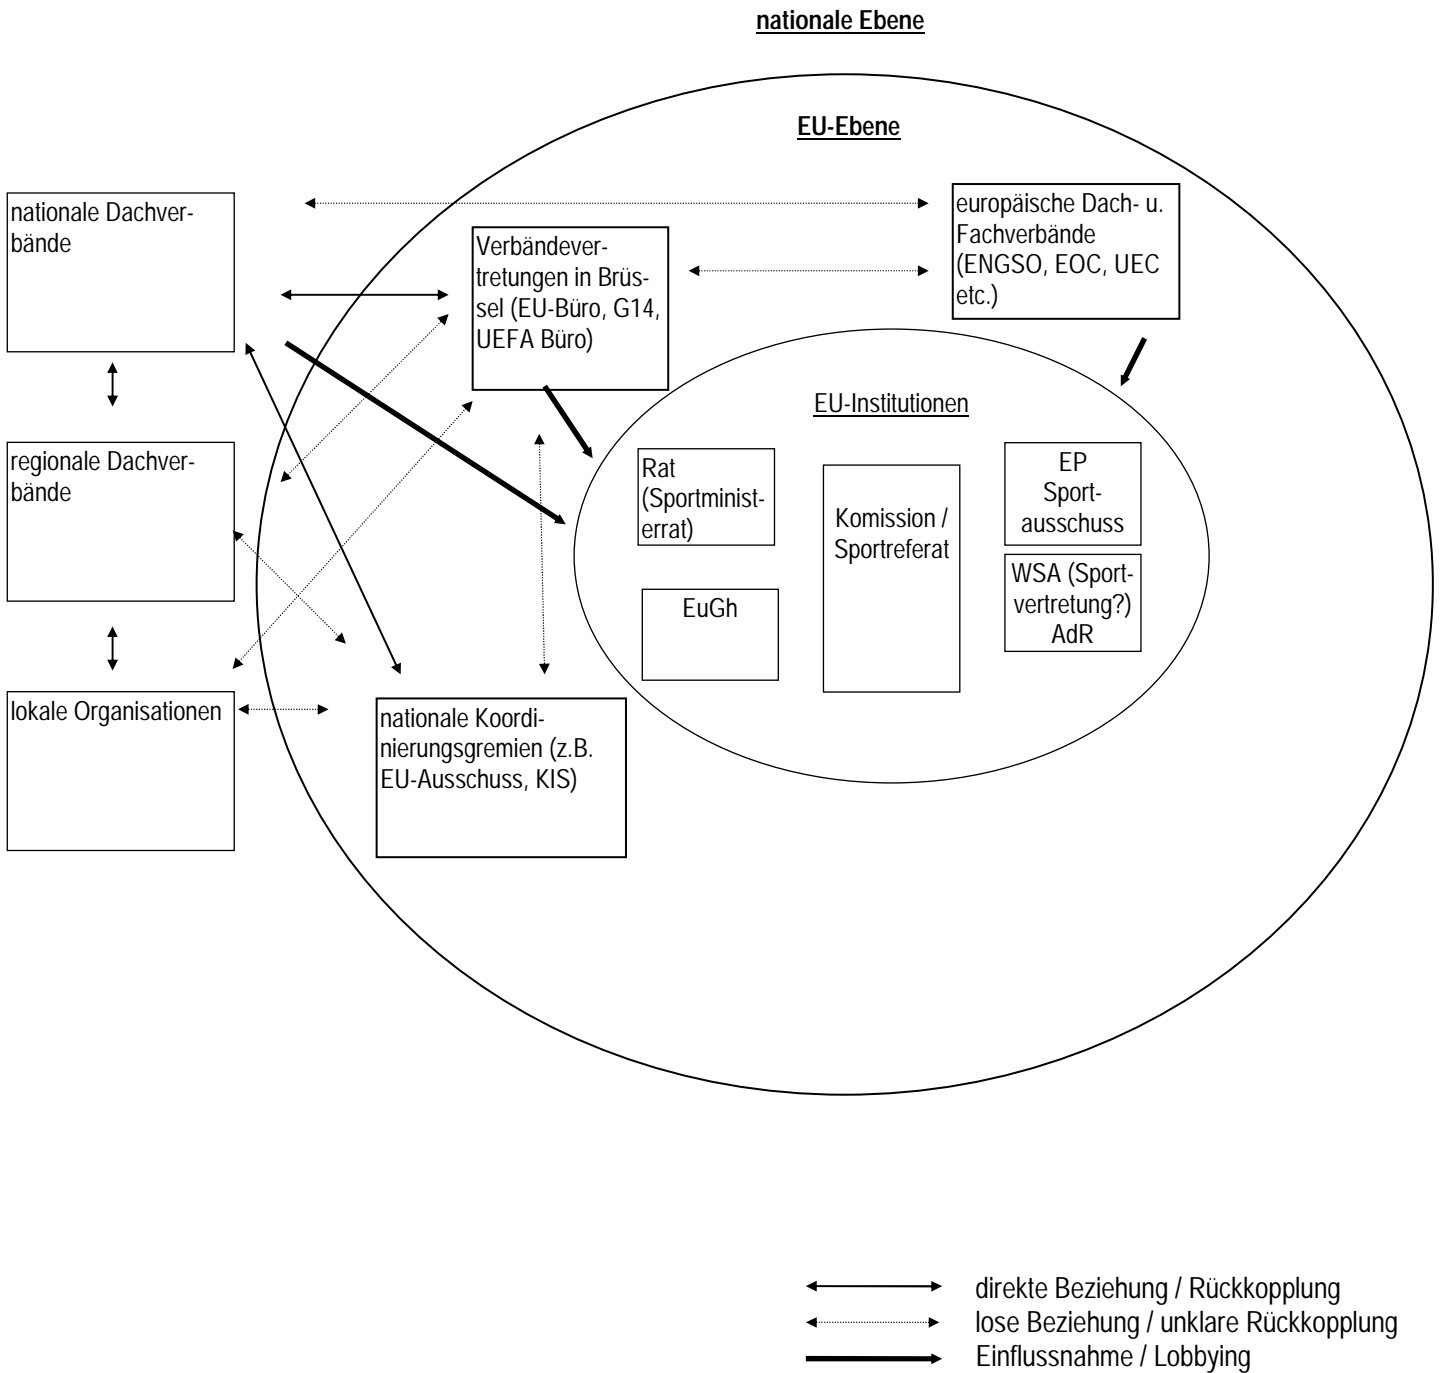 nationale Ebene
EU-Ebene
nationale Dachver-
bände
europäische Dach- u.
Fachverbände
(ENGSO, EOC, UEC
etc.)
Verbändever-
tretungen in Brüs-
sel (EU-Büro, G14,
UEFA Büro)
EU-Institutionen
regionale Dachver-
bände
Rat
(Sportminist-
errat)
Komission /
Sportreferat
EP
Sport-
ausschuss
WSA (Sport-
vertretung?)
AdR
EuGh
lokale Organisationen
nationale Koordi-
nierungsgremien (z.B.
EU-Ausschuss, KIS)
direkte Beziehung / Rückkopplung
lose Beziehung / unklare Rückkopplung
Einflussnahme / Lobbying